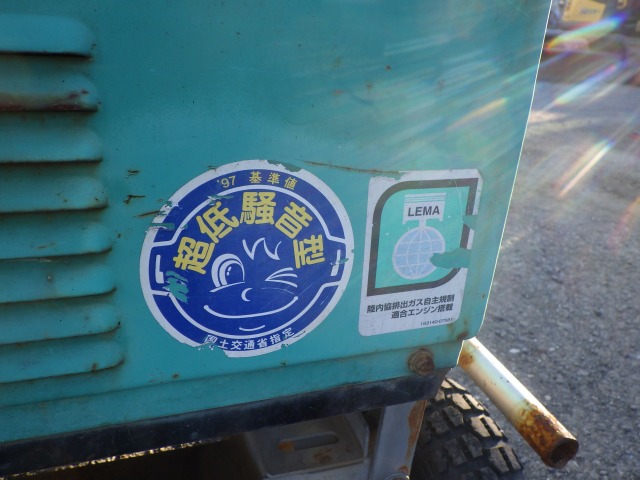 '97 基準値
超低騒音型
国土交通省指定
LEMA
陸内協排出ガス自主規制
適合エンジン搭載